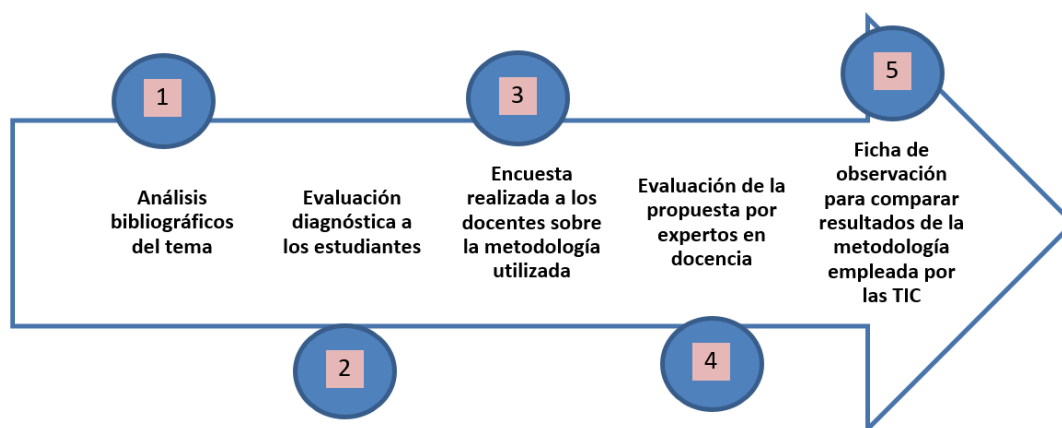 1
Análisis
bibliográficos
del tema
2
Evaluación
diagnóstica a
los estudiantes
3
Encuesta
realizada a los
docentes sobre
la metodología
utilizada
4
Evaluación de la
propuesta por
expertos en
docencia
5
Ficha de
observación
para comparar
resultados de la
metodología
empleada por
las TIC